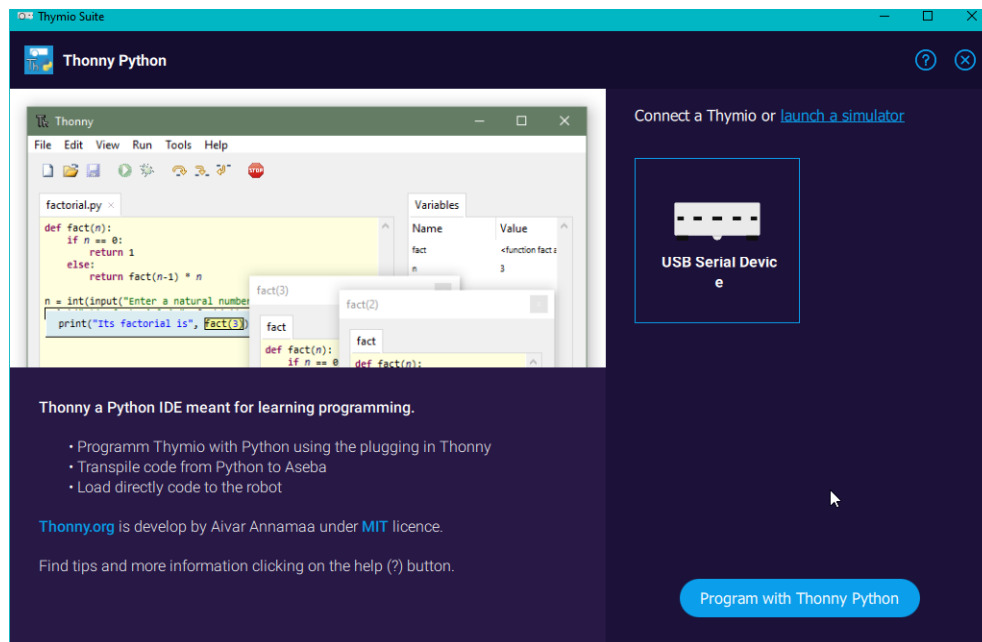 Thymio Suite
Thonny Python
Thonny
File Edit View Run Tools Help
STOP
factorial.py ×
def fact(n):
if n == 0:
return 1
else:
return fact(n-1) * n
n = int(input("Enter a natural number
print("Its factorial is", fact(3))
Variables
Name Value
fact <function fact a
n 3
fact(3)
fact
def fact(n):
if n == 0
fact(2)
fact
def fact(n):
Thonny a Python IDE meant for learning programming.
• Programm Thymio with Python using the plugging in Thonny
• Transpile code from Python to Aseba
• Load directly code to the robot
Thonny.org is develop by Aivar Annamaa under MIT licence.
Find tips and more information clicking on the help (?) button.
Connect a Thymio or launch a simulator
USB Serial Devic
e
Program with Thonny Python